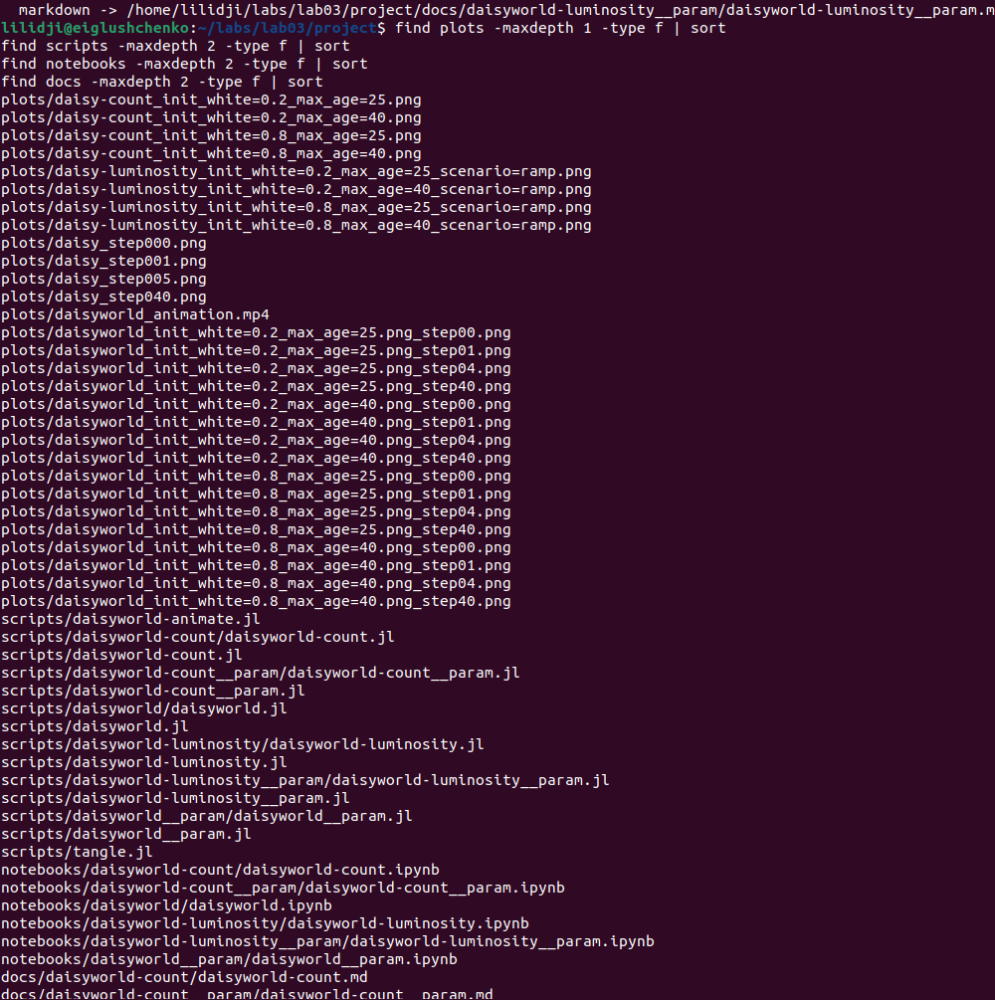 markdown -> /home/lilidji/labs/lab03/project/docs/daisyworld-luminosity__param/daisyworld-luminosity__param.m
lilidji@eiglushchenko:~/labs/lab03/project$ find plots -maxdepth 1 -type f | sort
find scripts -maxdepth 2 -type f | sort
find notebooks -maxdepth 2 -type f | sort
find docs -maxdepth 2 -type f | sort
plots/daisy-count_init_white=0.2_max_age=25.png
plots/daisy-count_init_white=0.2_max_age=40.png
plots/daisy-count_init_white=0.8_max_age=25.png
plots/daisy-count_init_white=0.8_max_age=40.png
plots/daisy-luminosity_init_white=0.2_max_age=25_scenario=ramp.png
plots/daisy-luminosity_init_white=0.2_max_age=40_scenario=ramp.png
plots/daisy-luminosity_init_white=0.8_max_age=25_scenario=ramp.png
plots/daisy-luminosity_init_white=0.8_max_age=40_scenario=ramp.png
plots/daisy_step000.png
plots/daisy_step001.png
plots/daisy_step005.png
plots/daisy_step040.png
plots/daisyworld_animation.mp4
plots/daisyworld_init_white=0.2_max_age=25.png_step00.png
plots/daisyworld_init_white=0.2_max_age=25.png_step01.png
plots/daisyworld_init_white=0.2_max_age=25.png_step04.png
plots/daisyworld_init_white=0.2_max_age=25.png_step40.png
plots/daisyworld_init_white=0.2_max_age=40.png_step00.png
plots/daisyworld_init_white=0.2_max_age=40.png_step01.png
plots/daisyworld_init_white=0.2_max_age=40.png_step04.png
plots/daisyworld_init_white=0.2_max_age=40.png_step40.png
plots/daisyworld_init_white=0.8_max_age=25.png_step00.png
plots/daisyworld_init_white=0.8_max_age=25.png_step01.png
plots/daisyworld_init_white=0.8_max_age=25.png_step04.png
plots/daisyworld_init_white=0.8_max_age=25.png_step40.png
plots/daisyworld_init_white=0.8_max_age=40.png_step00.png
plots/daisyworld_init_white=0.8_max_age=40.png_step01.png
plots/daisyworld_init_white=0.8_max_age=40.png_step04.png
plots/daisyworld_init_white=0.8_max_age=40.png_step40.png
scripts/daisyworld-animate.jl
scripts/daisyworld-count/daisyworld-count.jl
scripts/daisyworld-count.jl
scripts/daisyworld-count__param/daisyworld-count__param.jl
scripts/daisyworld-count__param.jl
scripts/daisyworld/daisyworld.jl
scripts/daisyworld.jl
scripts/daisyworld-luminosity/daisyworld-luminosity.jl
scripts/daisyworld-luminosity.jl
scripts/daisyworld-luminosity__param/daisyworld-luminosity__param.jl
scripts/daisyworld-luminosity__param.jl
scripts/daisyworld__param/daisyworld__param.jl
scripts/daisyworld__param.jl
scripts/tangle.jl
notebooks/daisyworld-count/daisyworld-count.ipynb
notebooks/daisyworld-count__param/daisyworld-count__param.ipynb
notebooks/daisyworld/daisyworld.ipynb
notebooks/daisyworld-luminosity/daisyworld-luminosity.ipynb
notebooks/daisyworld-luminosity__param/daisyworld-luminosity__param.ipynb
notebooks/daisyworld__param/daisyworld__param.ipynb
docs/daisyworld-count/daisyworld-count.md
docs/daisyworld-count__param/daisyworld-count__param.md